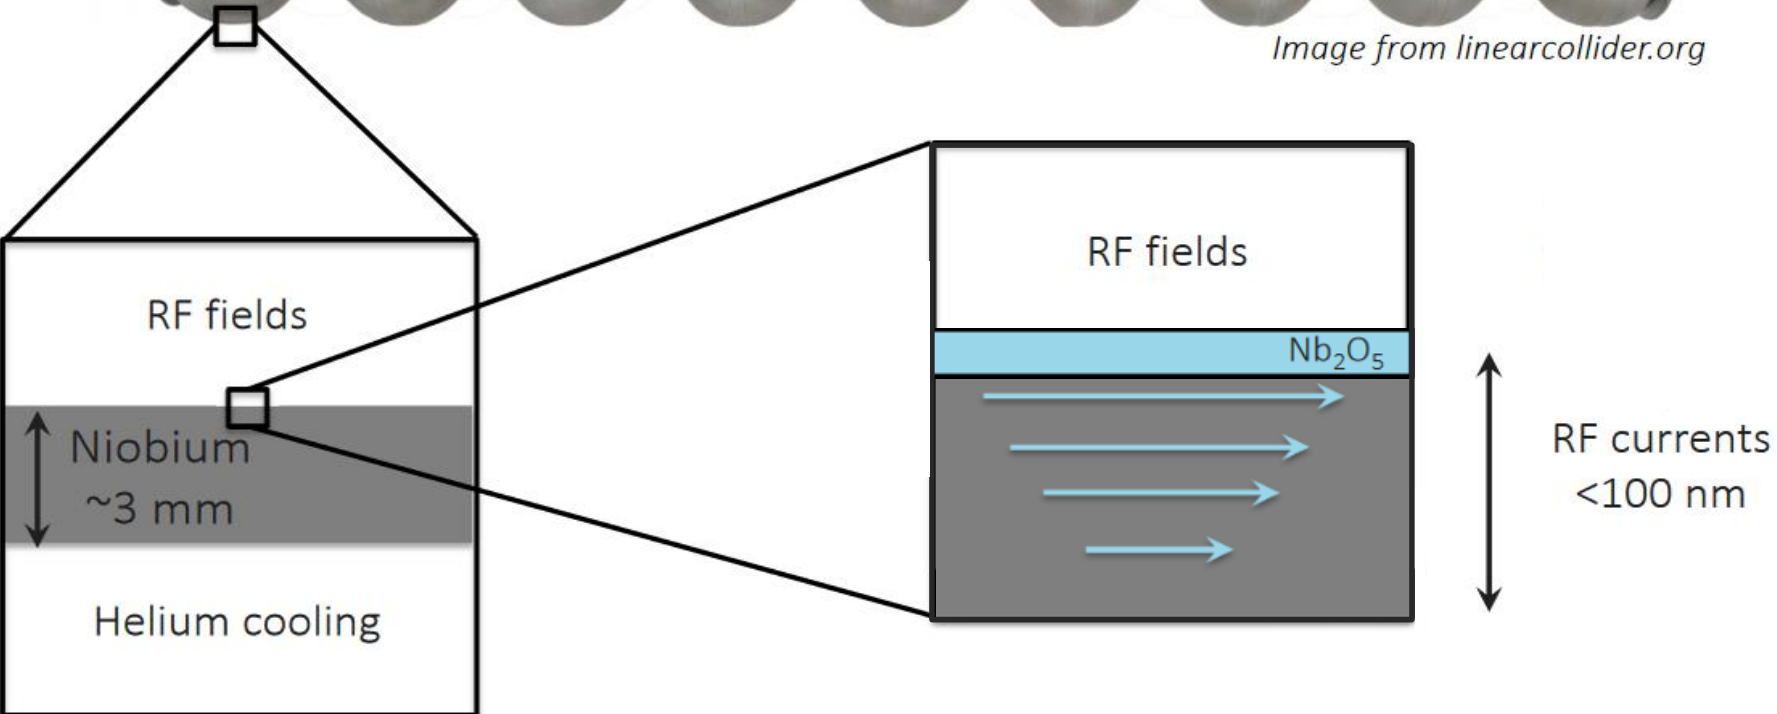 Image from linearcollider.org
RF fields
Niobium
~3 mm
Helium cooling
RF fields
Nb₂O₅
RF currents
<100 nm